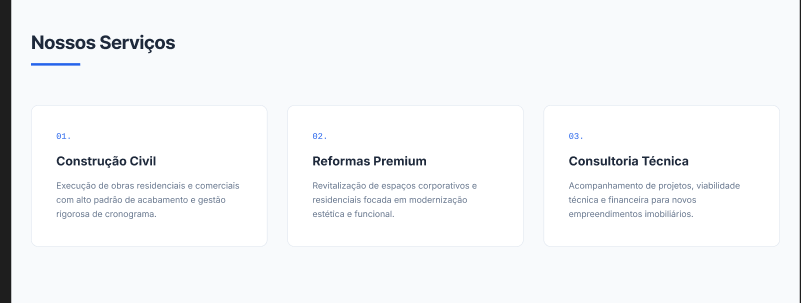 Nossos Serviços
01.
Construção Civil
Execução de obras residenciais e comerciais
com alto padrão de acabamento e gestão
rigorosa de cronograma.
02.
Reformas Premium
Revitalização de espaços corporativos e
residenciais focada em modernização
estética e funcional.
03.
Consultoria Técnica
Acompanhamento de projetos, viabilidade
técnica e financeira para novos
empreendimentos imobiliários.